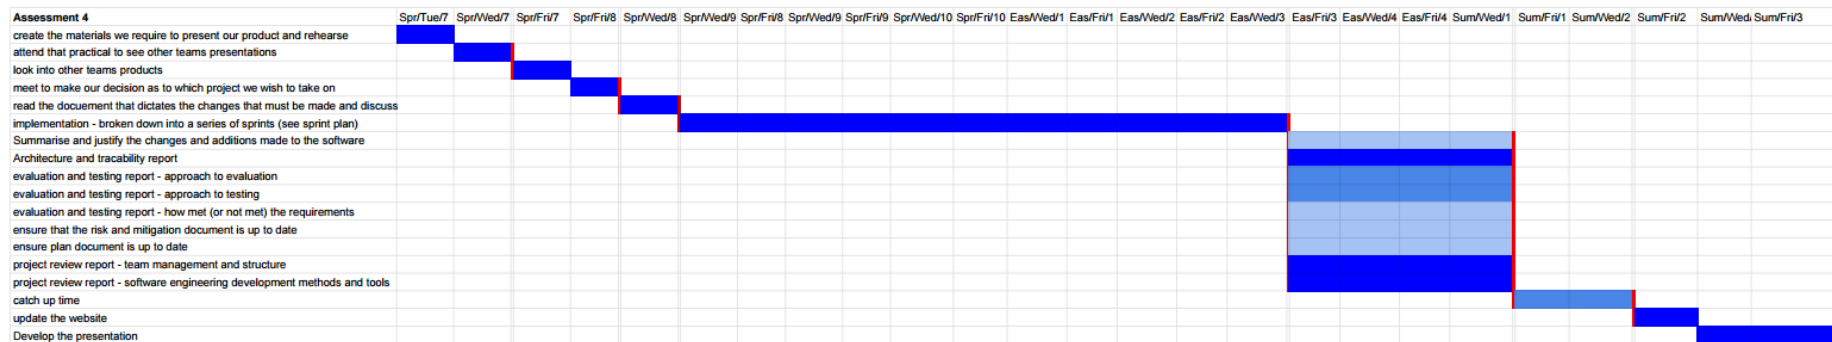 Assessment 4 Spr/Tue/7 Spr/Wed/7 Spr/Fri/7 Spr/Fri/8 Spr/Wed/8 Spr/Wed/9 Spr/Fri/8 Spr/Wed/9 Spr/Fri/9 Spr/Wed/10 Spr/Fri/10 Eas/Wed/1 Eas/Fri/1 Eas/Wed/2 Eas/Fri/2 Eas/Wed/3 Eas/Fri/3 Eas/Wed/4 Eas/Fri/4 Sum/Wed/1 Sum/Fri/1 Sum/Wed/2 Sum/Fri/2 Sum/Wed/ Sum/Fri/3
create the materials we require to present our product and rehearse
attend that practical to see other teams presentations
look into other teams products
meet to make our decision as to which project we wish to take on
read the docuement that dictates the changes that must be made and discuss
implementation - broken down into a series of sprints (see sprint plan)
Summarise and justify the changes and additions made to the software
Architecture and tracability report
evaluation and testing report - approach to evaluation
evaluation and testing report - approach to testing
evaluation and testing report - how met (or not met) the requirements
ensure that the risk and mitigation document is up to date
ensure plan document is up to date
project review report - team management and structure
project review report - software engineering development methods and tools
catch up time
update the website
Develop the presentation